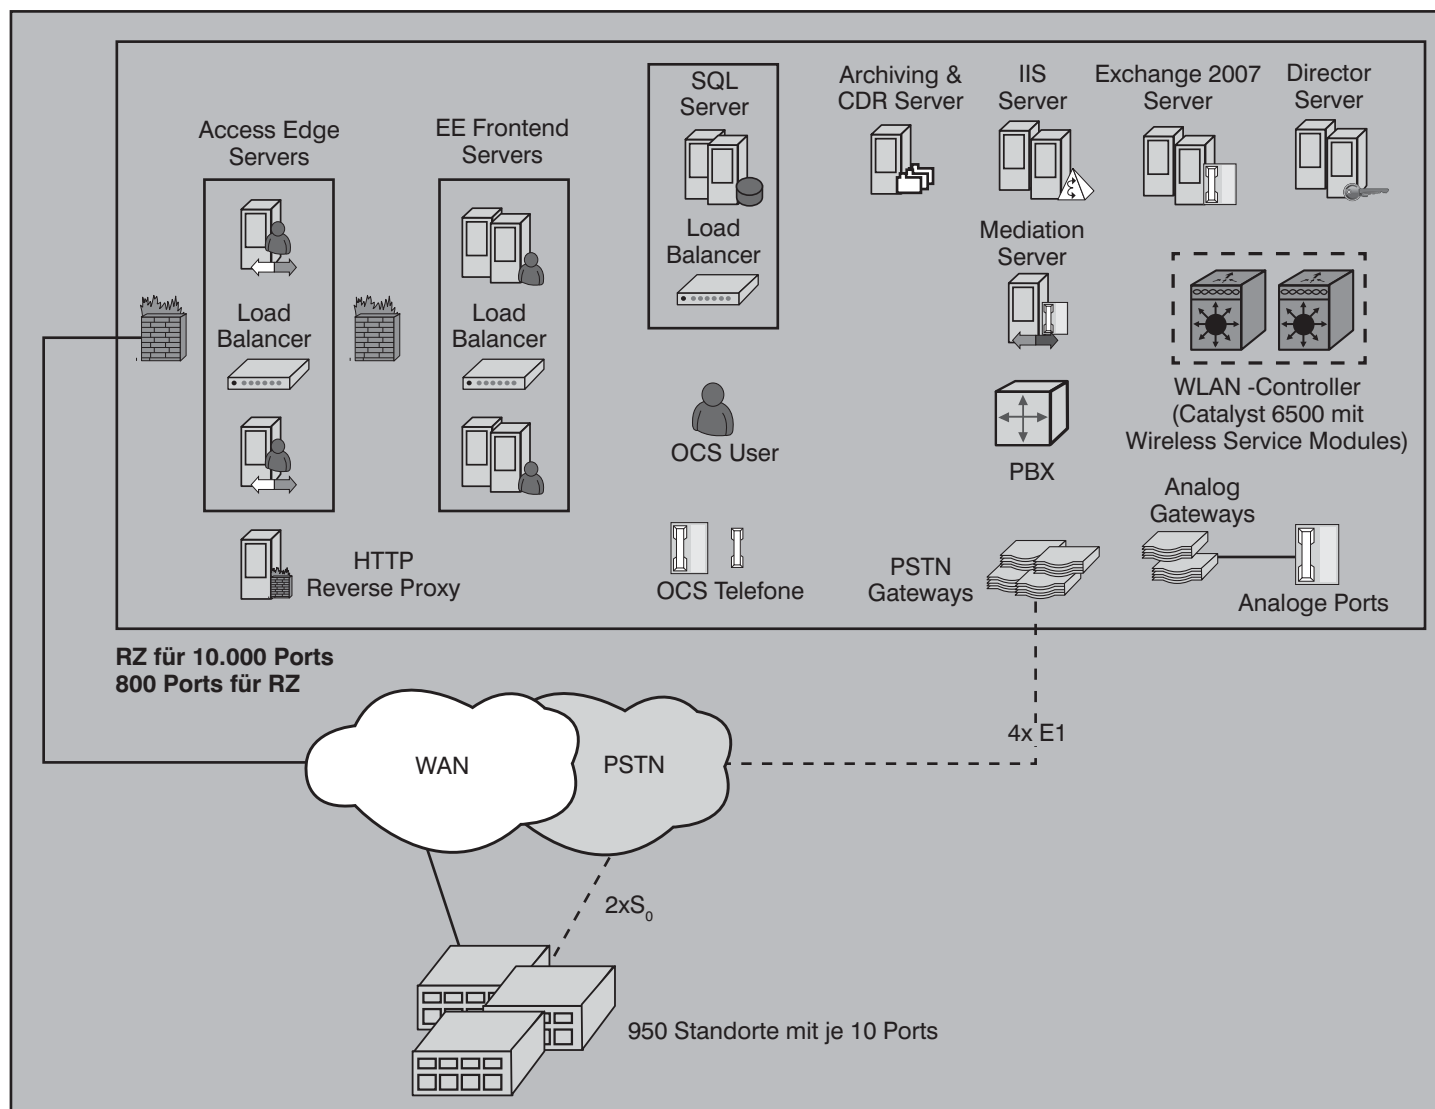 Access Edge
Servers
EE Frontend
Servers
SQL
Server
Archiving &
CDR Server
IIS
Server
Exchange 2007
Server
Director
Server
Load
Balancer
Load
Balancer
Load
Balancer
Mediation
Server
WLAN -Controller
(Catalyst 6500 mit
Wireless Service Modules)
OCS User
PBX
Analog
Gateways
HTTP
Reverse Proxy
OCS Telefone
PSTN
Gateways
Analoge Ports
RZ für 10.000 Ports
800 Ports für RZ
4x E1
WAN
PSTN
2xS₀
950 Standorte mit je 10 Ports